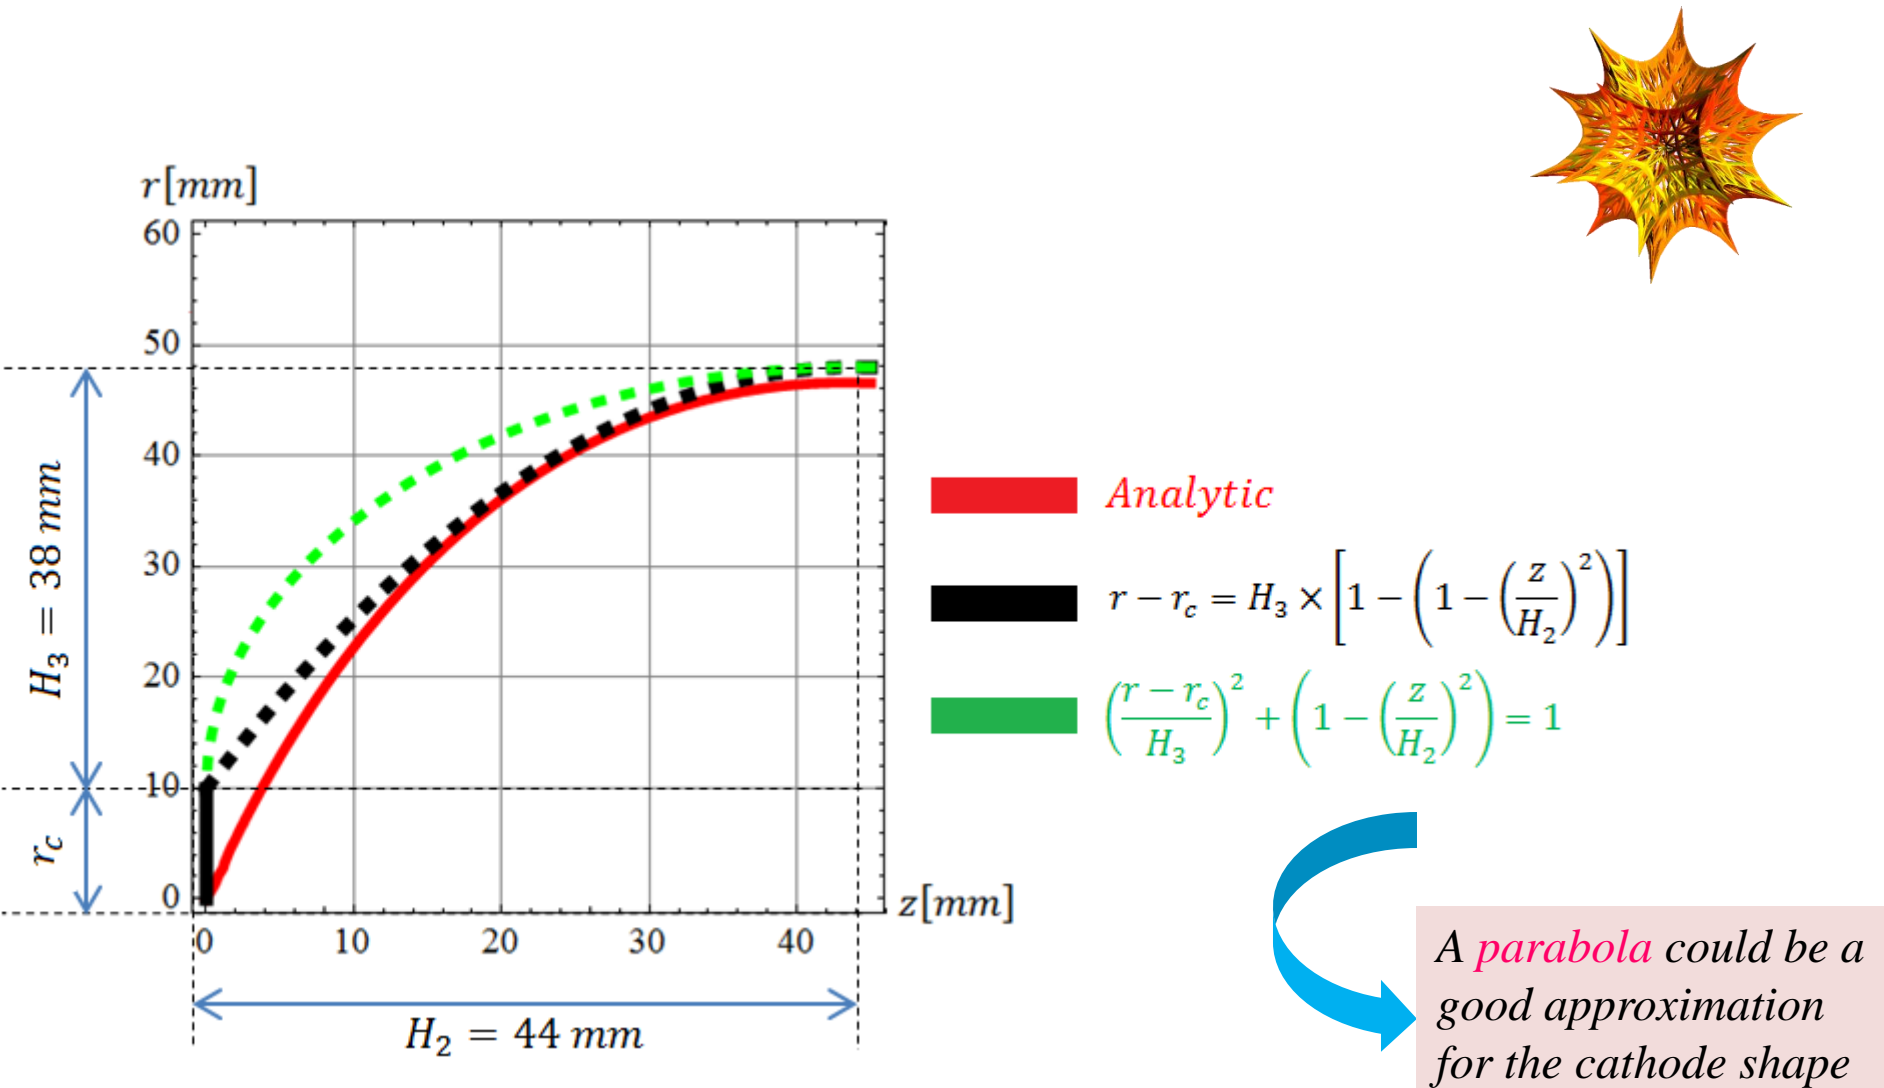 r[mm]
60
50
40
30
20
10
0
0 10 20 30 40
z[mm]
H₃ = 38 mm
r_c
H₂ = 44 mm
Analytic
r − r_c = H₃ × [1 − (1 − (z/H₂)²)]
((r − r_c)/H₃)² + (1 − (z/H₂)²) = 1
A parabola could be a
good approximation
for the cathode shape